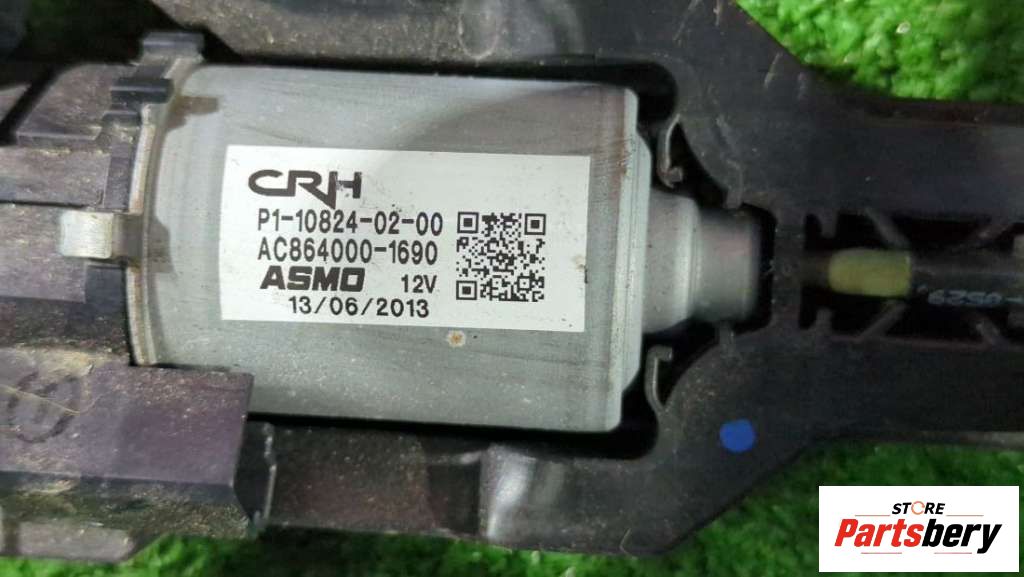 CRH
P1-10824-02-00
AC864000-1690
ASMO 12V
13/06/2013
STORE
Partsbery